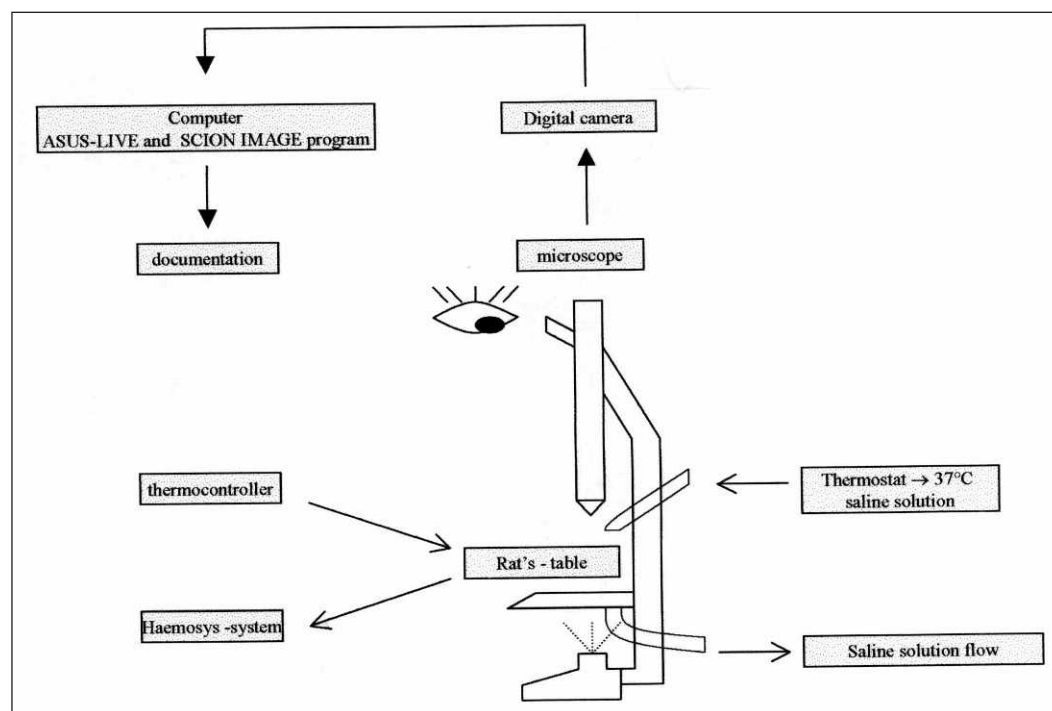 Computer
ASUS-LIVE and SCION IMAGE program
Digital camera
documentation
microscope
thermocontroller
Thermostat → 37°C
saline solution
Rat's - table
Haemosys -system
Saline solution flow